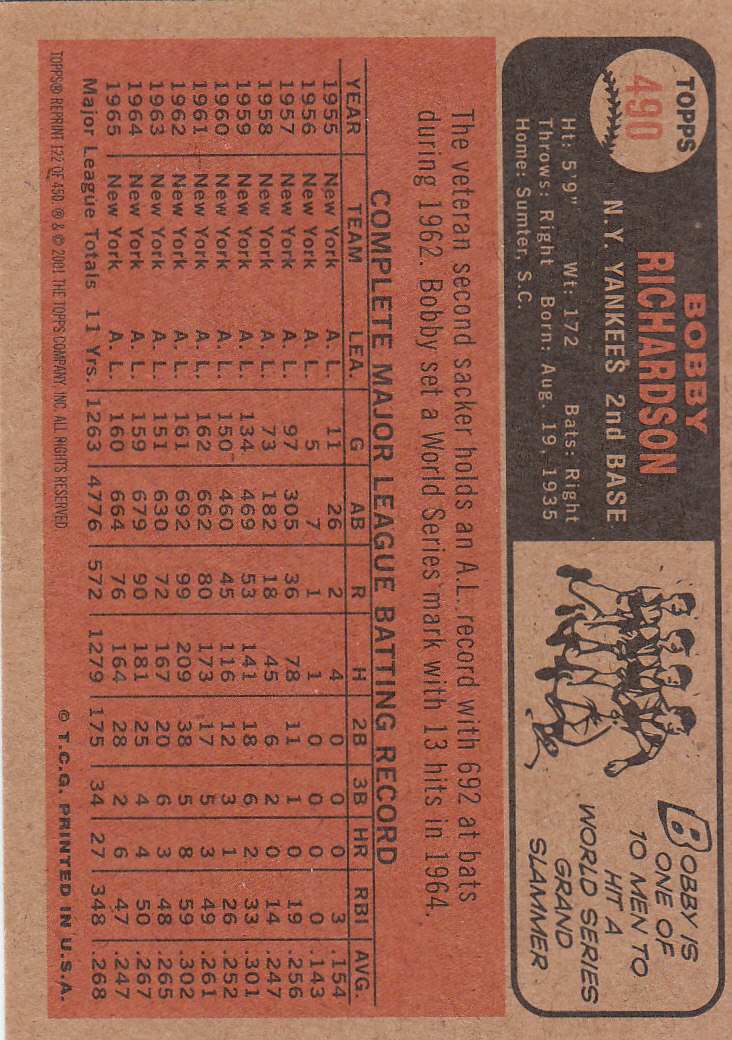 TOPPS
490
BOBBY
RICHARDSON
N.Y. YANKEES 2nd BASE
Ht: 5'9" Wt: 172 Bats: Right
Throws: Right Born: Aug. 19, 1935
Home: Sumter, S.C.
BOBBY IS
ONE OF
10 MEN TO
HIT A
WORLD SERIES
GRAND
SLAMMER
The veteran second sacker holds an A.L. record with 692 at bats
during 1962. Bobby set a World Series mark with 13 hits in 1964.
COMPLETE MAJOR LEAGUE BATTING RECORD
YEAR TEAM LEA. G AB R H 2B 3B HR RBI AVG.
1955 New York A.L. 11 26 2 4 0 0 0 3 .154
1956 New York A.L. 5 7 1 1 0 0 0 0 .143
1957 New York A.L. 97 305 36 78 11 1 0 19 .256
1958 New York A.L. 73 182 18 45 6 2 0 14 .247
1959 New York A.L. 134 469 53 141 18 6 2 33 .301
1960 New York A.L. 150 460 45 116 12 3 1 26 .252
1961 New York A.L. 162 662 80 173 17 5 3 49 .261
1962 New York A.L. 161 692 99 209 38 5 8 59 .302
1963 New York A.L. 151 630 72 167 20 6 3 48 .265
1964 New York A.L. 159 679 90 181 25 4 4 50 .267
1965 New York A.L. 160 664 76 164 28 2 6 47 .247
Major League Totals 11 Yrs. 1263 4776 572 1279 175 34 27 348 .268
© T.C.G. PRINTED IN U.S.A.
TOPPS® REPRINT 122 OF 450. ® & © 2001 THE TOPPS COMPANY, INC. ALL RIGHTS RESERVED.